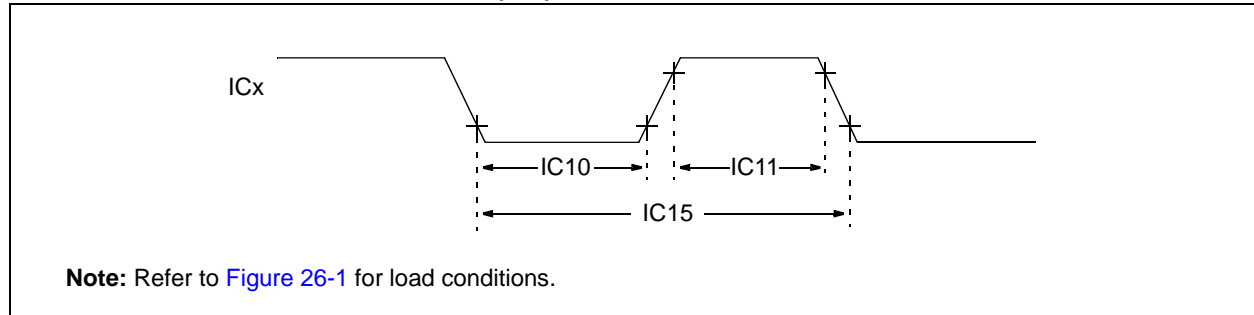 ICx
IC10
IC11
IC15
Note: Refer to Figure 26-1 for load conditions.